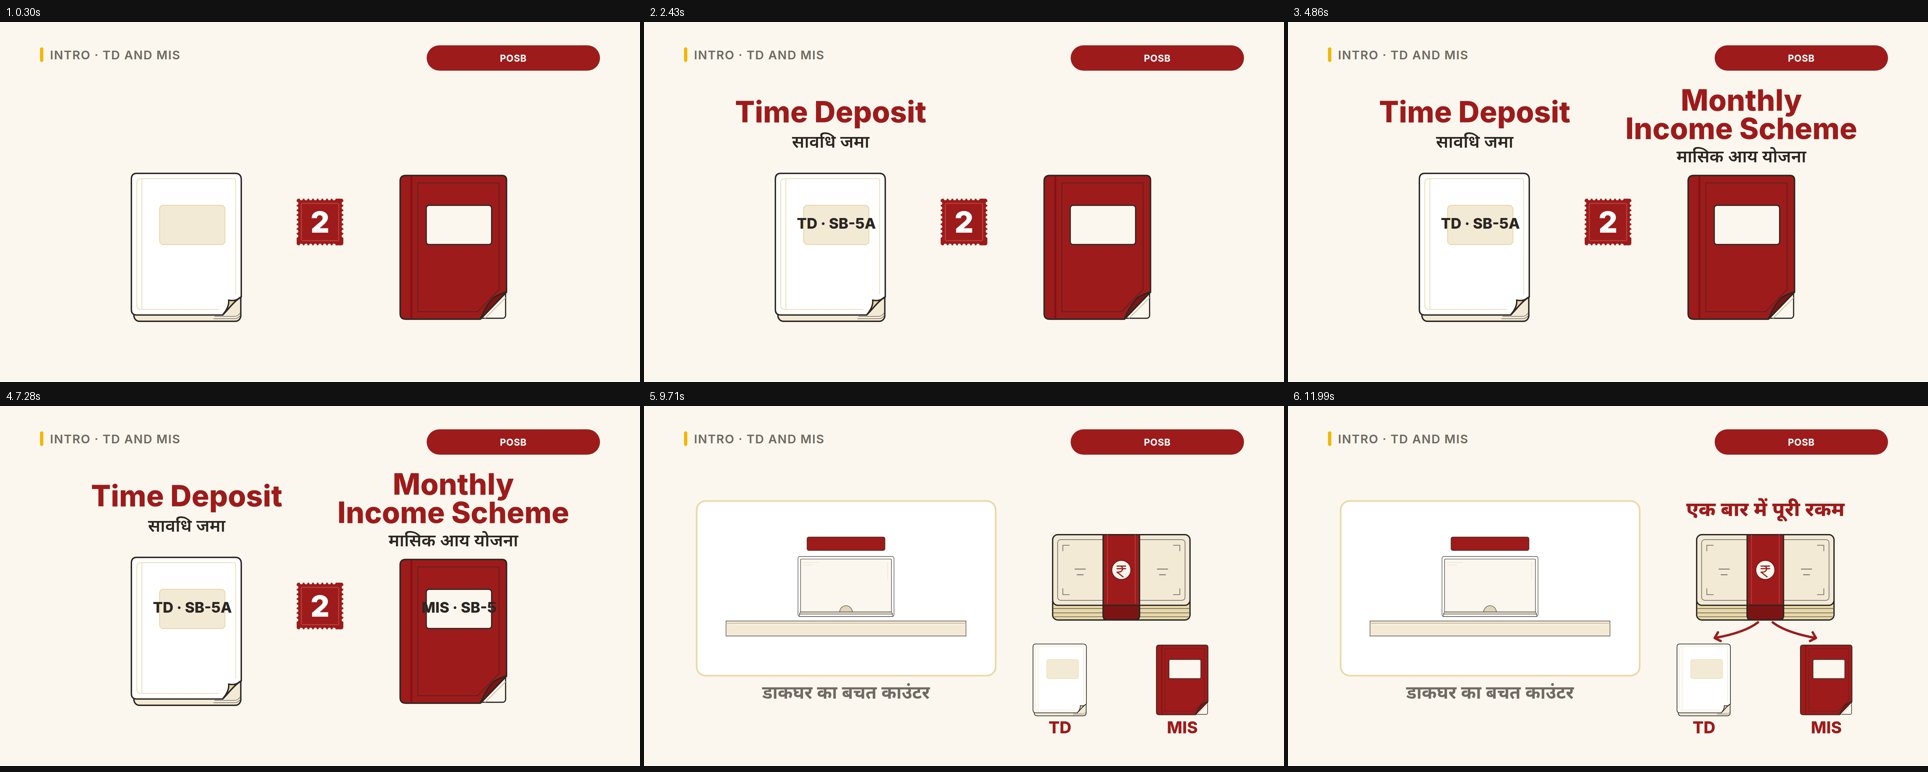 1. 0.30s
INTRO · TD AND MIS
POSB
2
2. 2.43s
INTRO · TD AND MIS
POSB
Time Deposit
सावधि जमा
TD · SB-5A
2
3. 4.86s
INTRO · TD AND MIS
POSB
Time Deposit
सावधि जमा
Monthly
Income Scheme
मासिक आय योजना
TD · SB-5A
2
4. 7.28s
INTRO · TD AND MIS
POSB
Time Deposit
सावधि जमा
Monthly
Income Scheme
मासिक आय योजना
TD · SB-5A
2
MIS · SB-5
5. 9.71s
INTRO · TD AND MIS
POSB
₹
डाकघर का बचत काउंटर
TD
MIS
6. 11.99s
INTRO · TD AND MIS
POSB
एक बार में पूरी रकम
₹
डाकघर का बचत काउंटर
TD
MIS